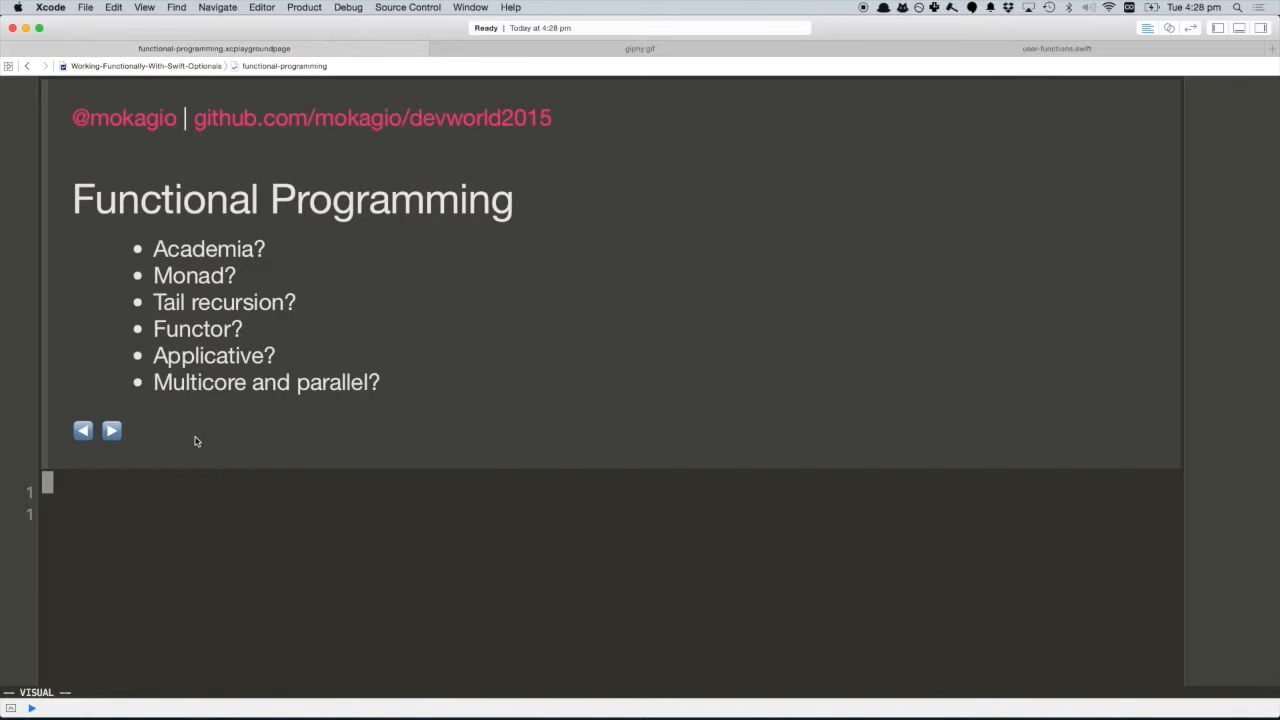 Xcode File Edit View Find Navigate Editor Product Debug Source Control Window Help Tue 4:28 pm
Ready | Today at 4:28 pm
functional-programming.xcplaygroundpage giphy.gif user-functions.swift
Working-Functionally-With-Swift-Optionals functional-programming
@mokagio | github.com/mokagio/devworld2015
Functional Programming
• Academia?
• Monad?
• Tail recursion?
• Functor?
• Applicative?
• Multicore and parallel?
1
1
-- VISUAL --